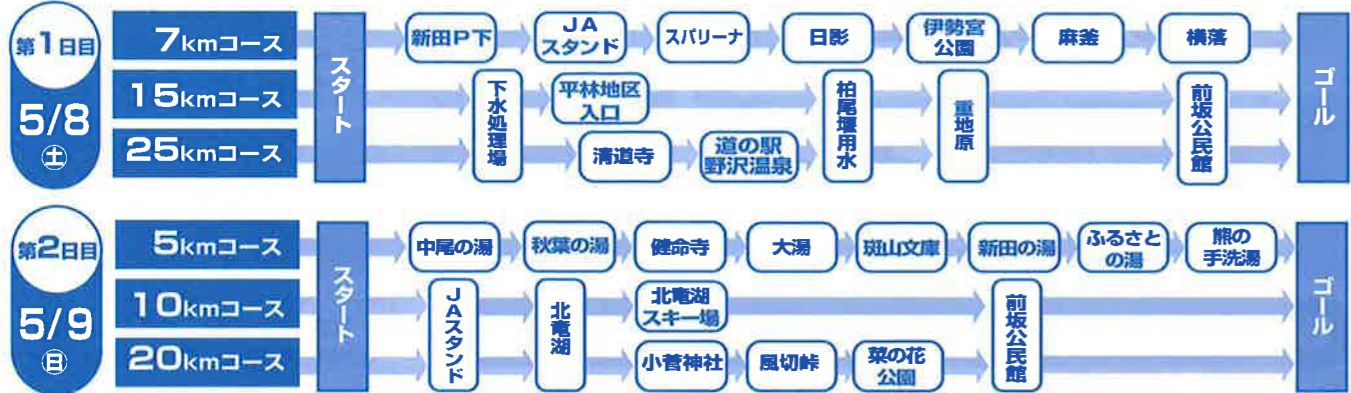 第1日目
5/8
土
7kmコース
15kmコース
25kmコース
スタート
新田P下
JA
スタンド
スパリーナ
日影
伊勢宮
公園
麻釜
横落
下水処理場
平林地区
入口
清道寺
道の駅
野沢温泉
柏尾堰用水
重地原
前坂公民館
ゴール
第2日目
5/9
日
5kmコース
10kmコース
20kmコース
スタート
中尾の湯
秋葉の湯
健命寺
大湯
斑山文庫
新田の湯
ふるさと
の湯
熊の
手洗湯
JAスタンド
北竜湖
北竜湖
スキー場
小菅神社
風切峠
菜の花
公園
前坂公民館
ゴール